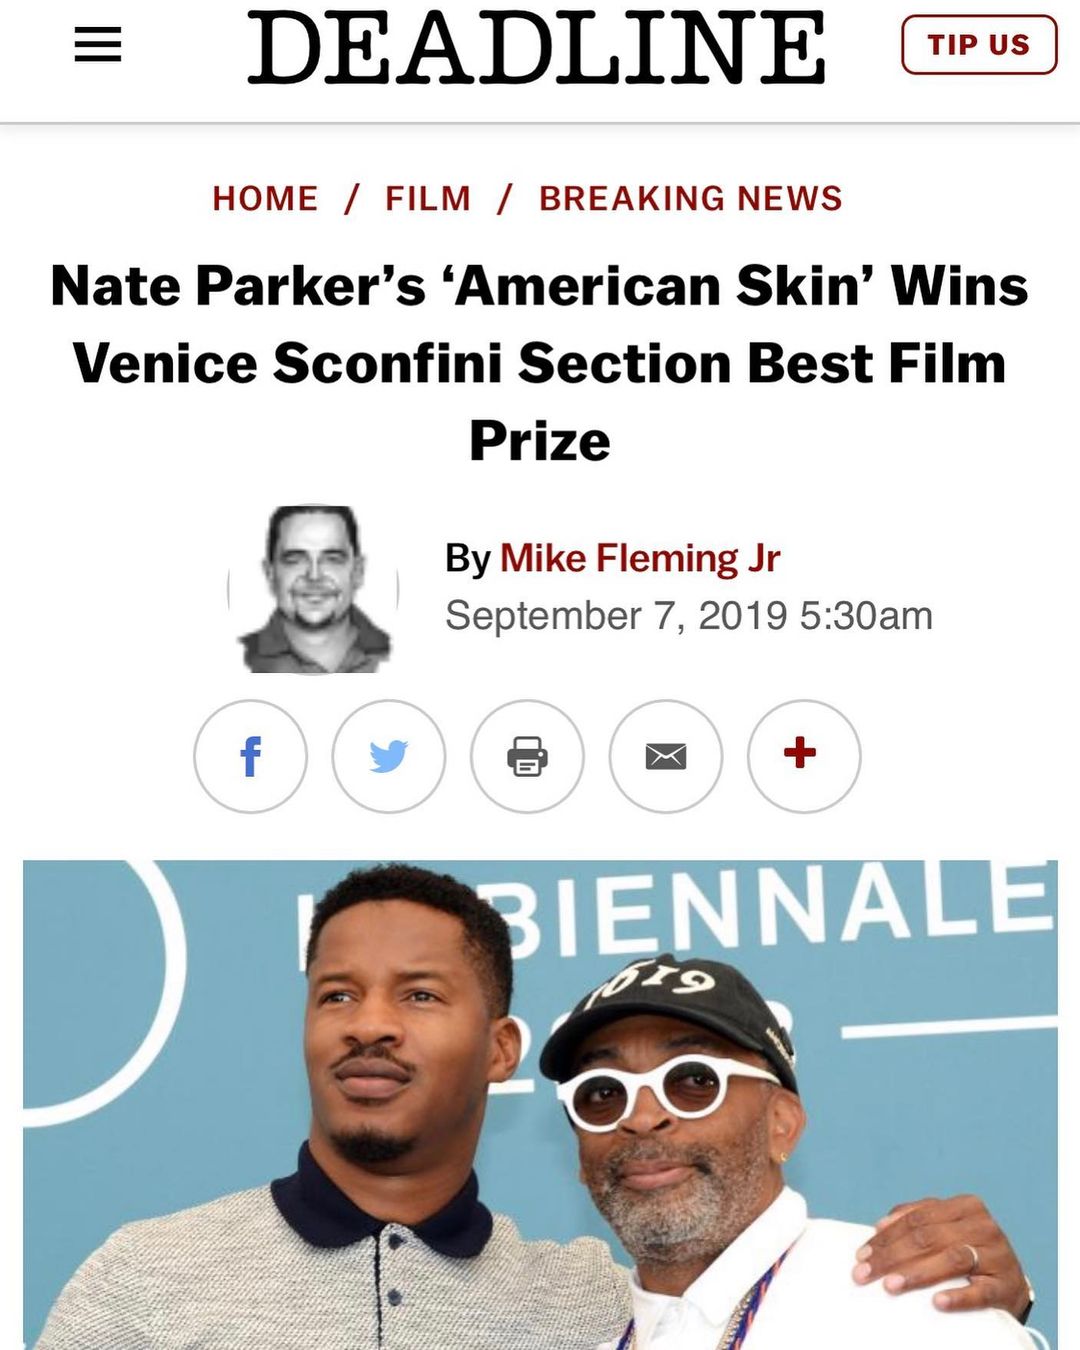 DEADLINE
TIP US
HOME / FILM / BREAKING NEWS
Nate Parker’s ‘American Skin’ Wins
Venice Sconfini Section Best Film
Prize
By Mike Fleming Jr
September 7, 2019 5:30am
BIENNALE
1619